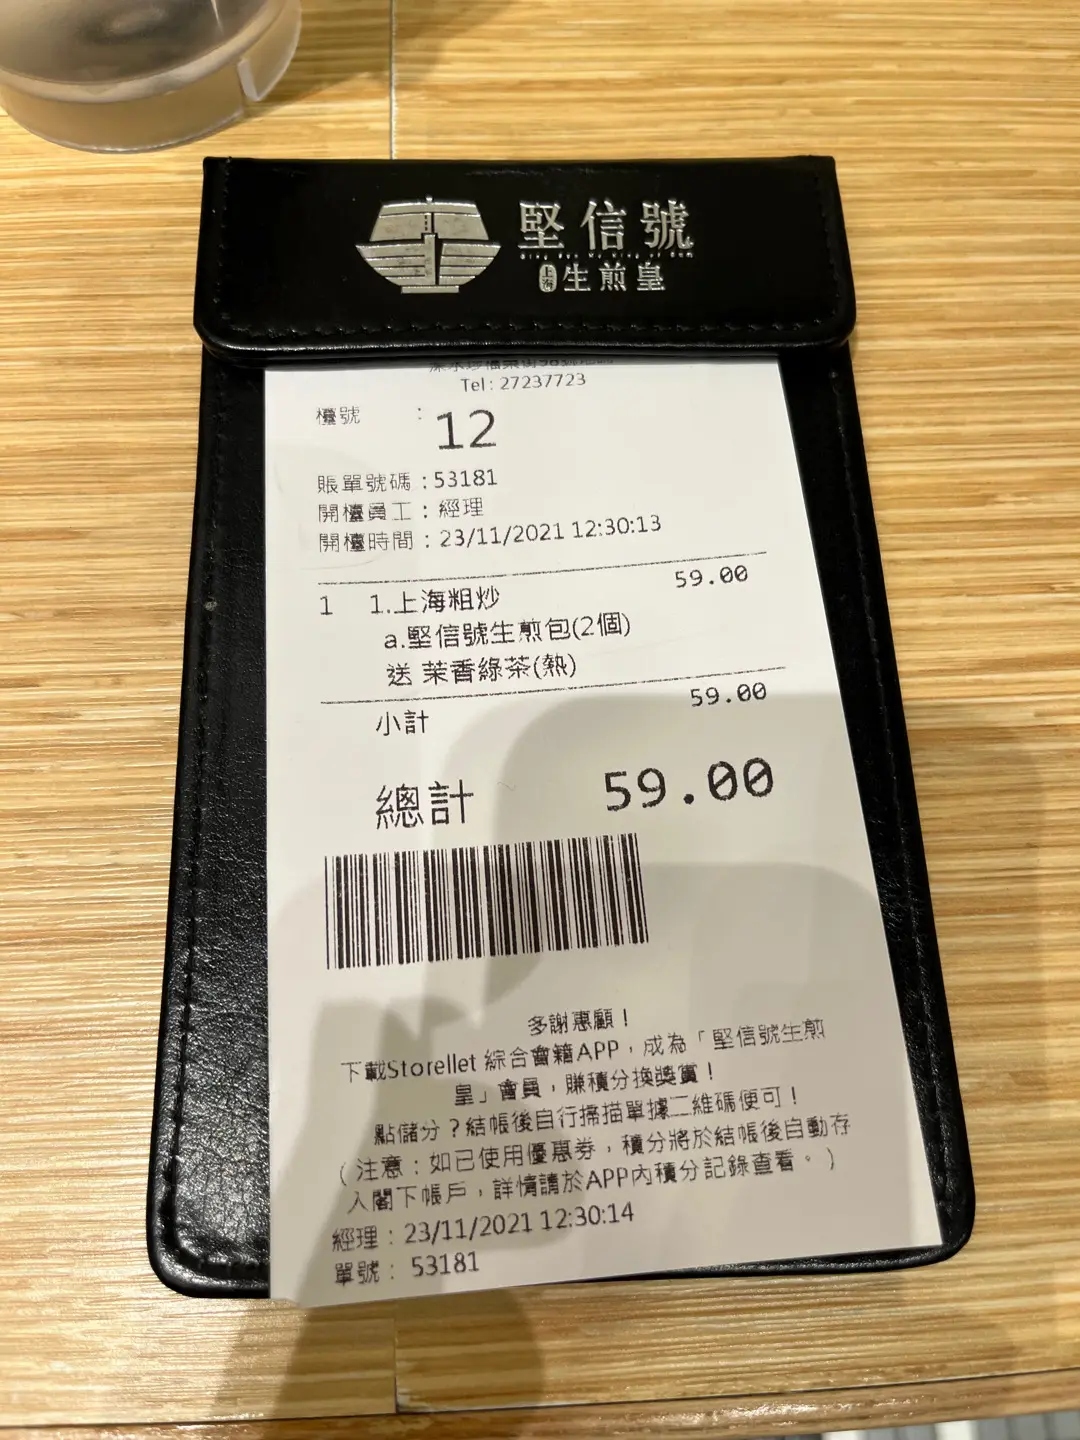 堅信號
上海 生煎皇
Tel : 27237723
檯號 : 12
賬單號碼 : 53181
開檯員工 : 經理
開檯時間 : 23/11/2021 12:30:13
1 1.上海粗炒 59.00
a.堅信號生煎包(2個)
送 茉香綠茶(熱)
小計 59.00
總計 59.00
多謝惠顧！
下載Storellet 綜合會籍APP，成為「堅信號生煎
皇」會員，賺積分換獎賞！
點儲分？結帳後自行掃描單據二維碼便可！
（注意：如已使用優惠券，積分將於結帳後自動存
入閣下帳戶，詳情請於APP內積分記錄查看。）
經理 : 23/11/2021 12:30:14
單號 : 53181